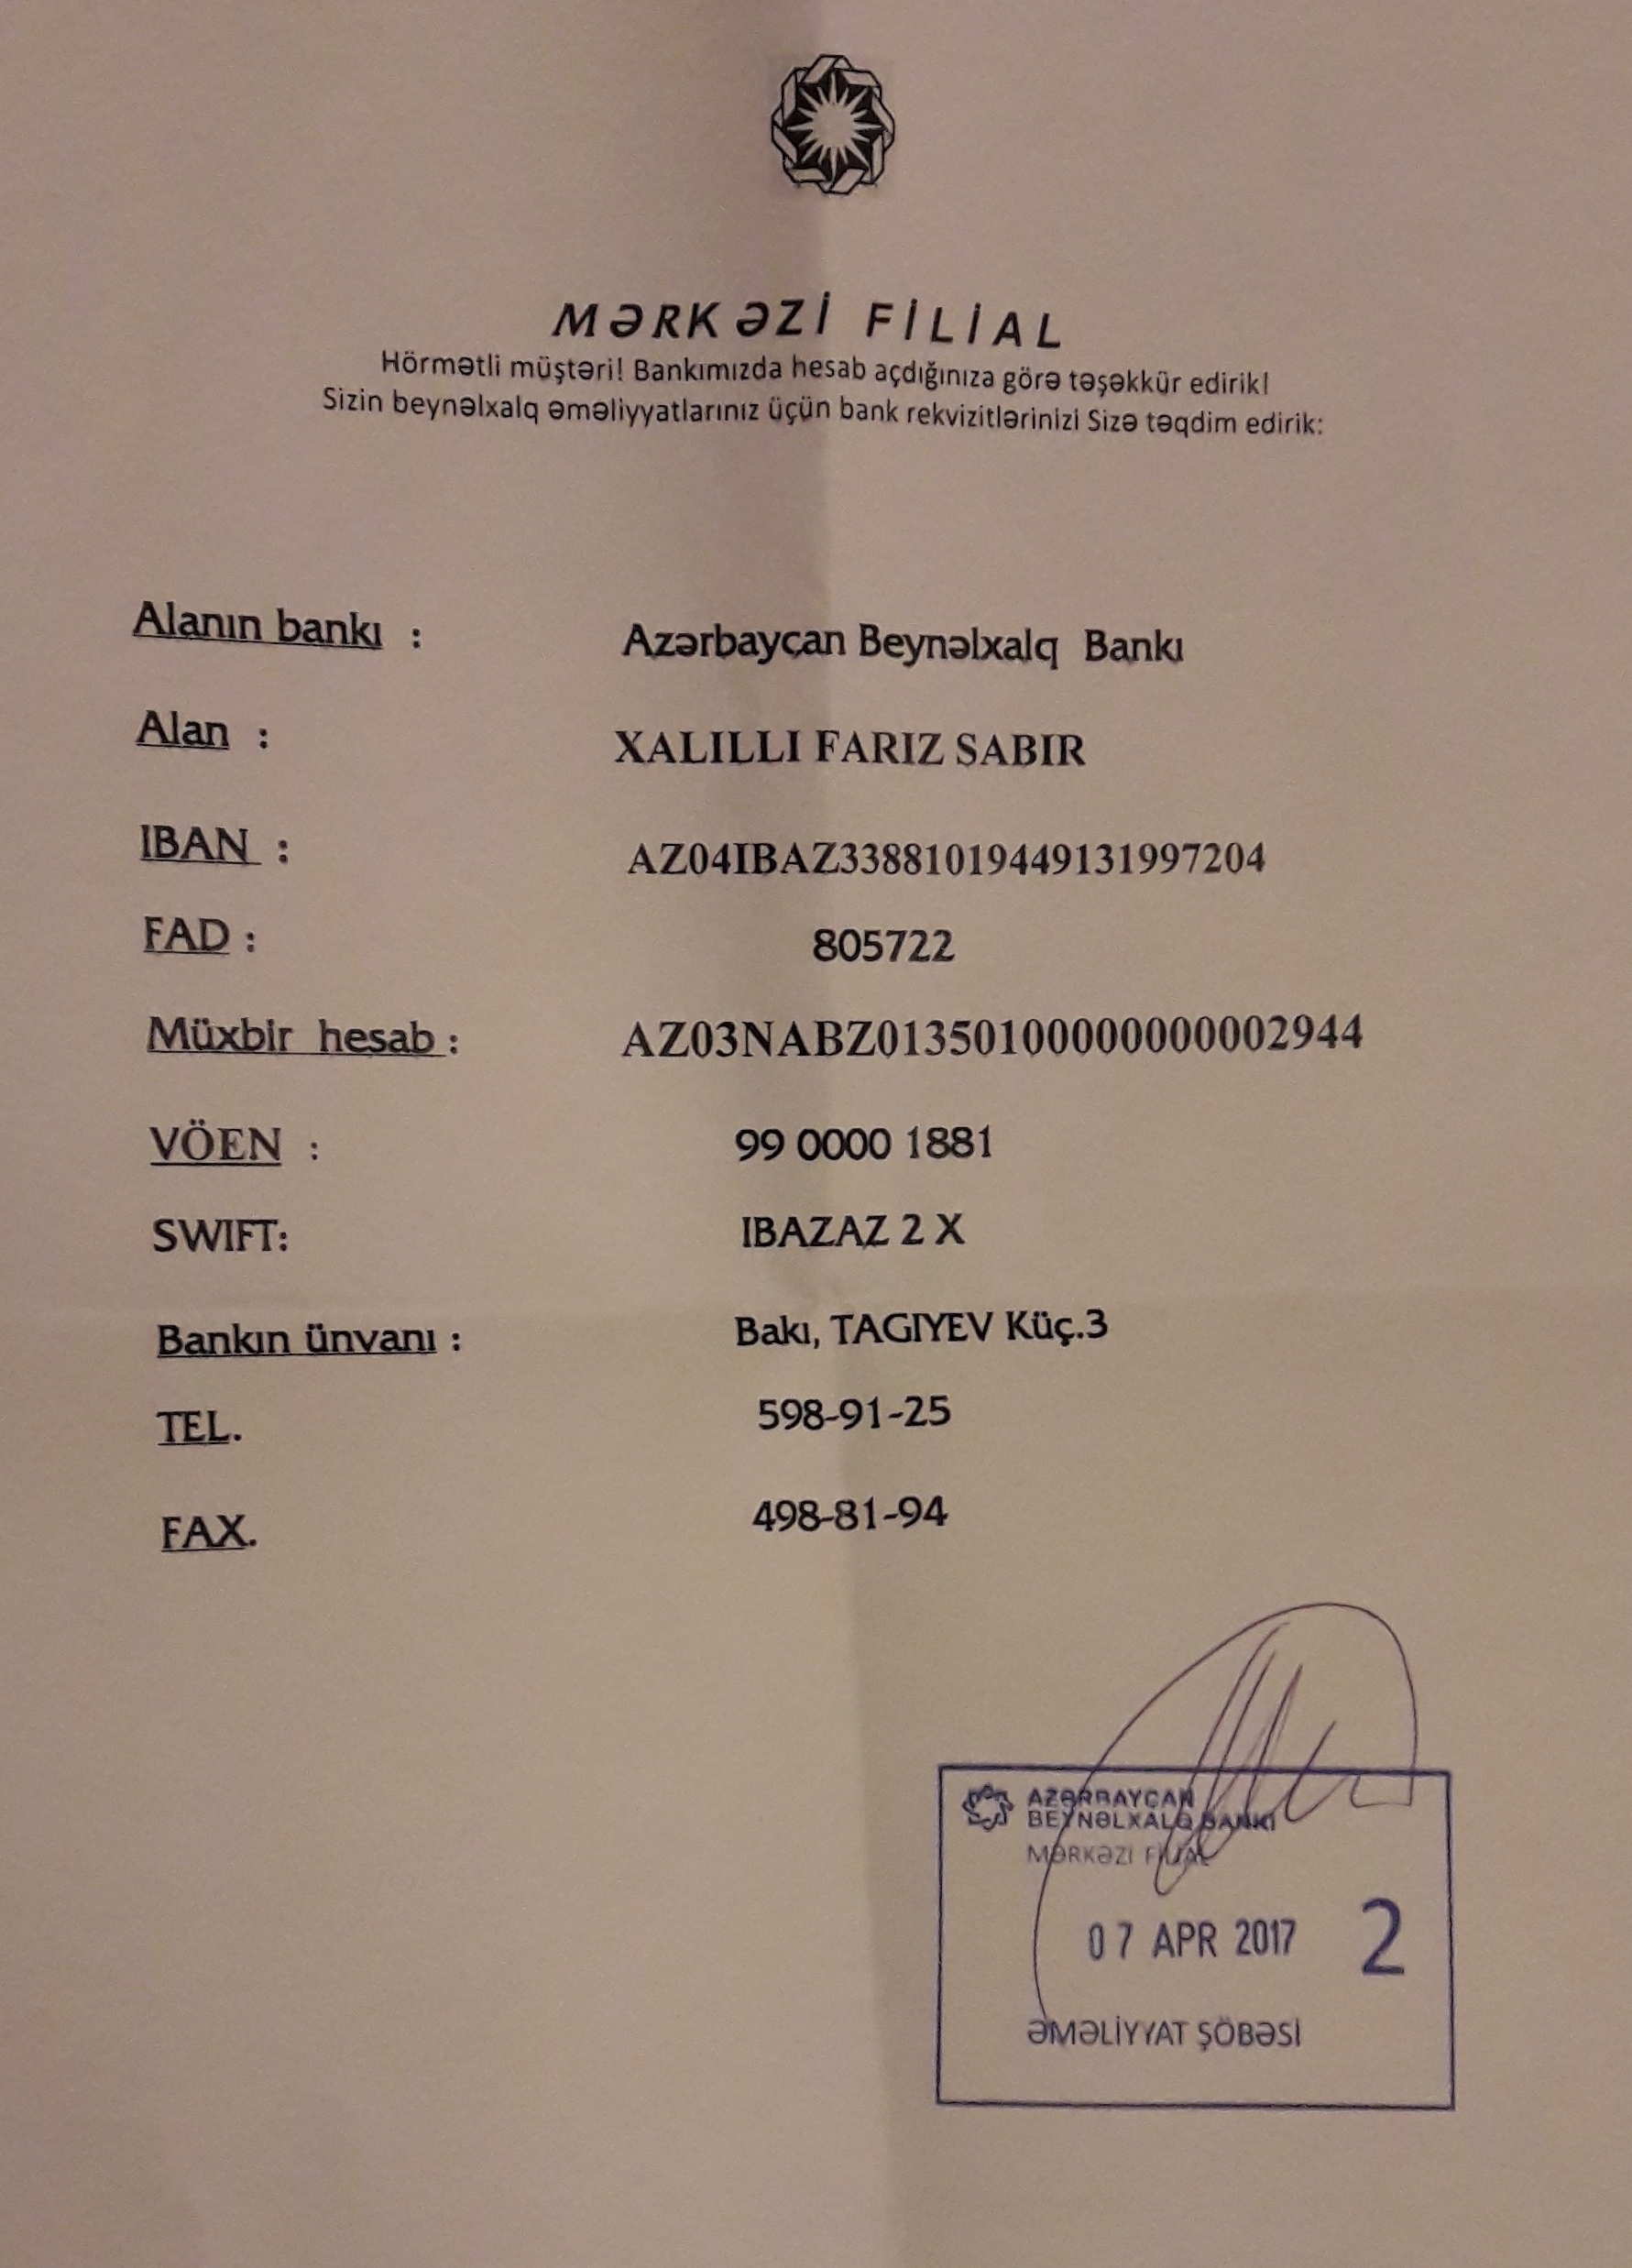 MƏRKƏZİ FİLİAL
Hörmətli müştəri! Bankımızda hesab açdığınıza görə təşəkkür edirik!
Sizin beynəlxalq əməliyyatlarınız üçün bank rekvizitlərinizi Sizə təqdim edirik:
Alanın bankı : Azərbaycan Beynəlxalq Bankı
Alan : XALILLI FARIZ SABIR
IBAN : AZ04IBAZ33881019449131997204
FAD : 805722
Müxbir hesab : AZ03NABZ01350100000000002944
VÖEN : 99 0000 1881
SWIFT: IBAZAZ 2 X
Bankın ünvanı : Bakı, TAGIYEV Küç.3
TEL. 598-91-25
FAX. 498-81-94
AZƏRBAYCAN
BEYNƏLXALQ BANKI
MƏRKƏZİ FİLİAL
07 APR 2017 2
ƏMƏLİYYAT ŞÖBƏSİ